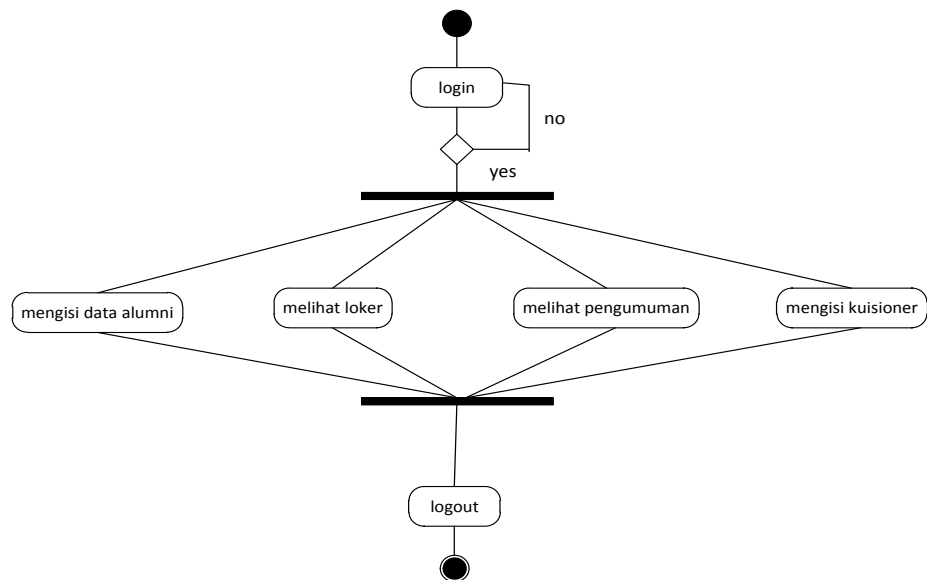 login
no
yes
mengisi data alumni
melihat loker
melihat pengumuman
mengisi kuisioner
logout